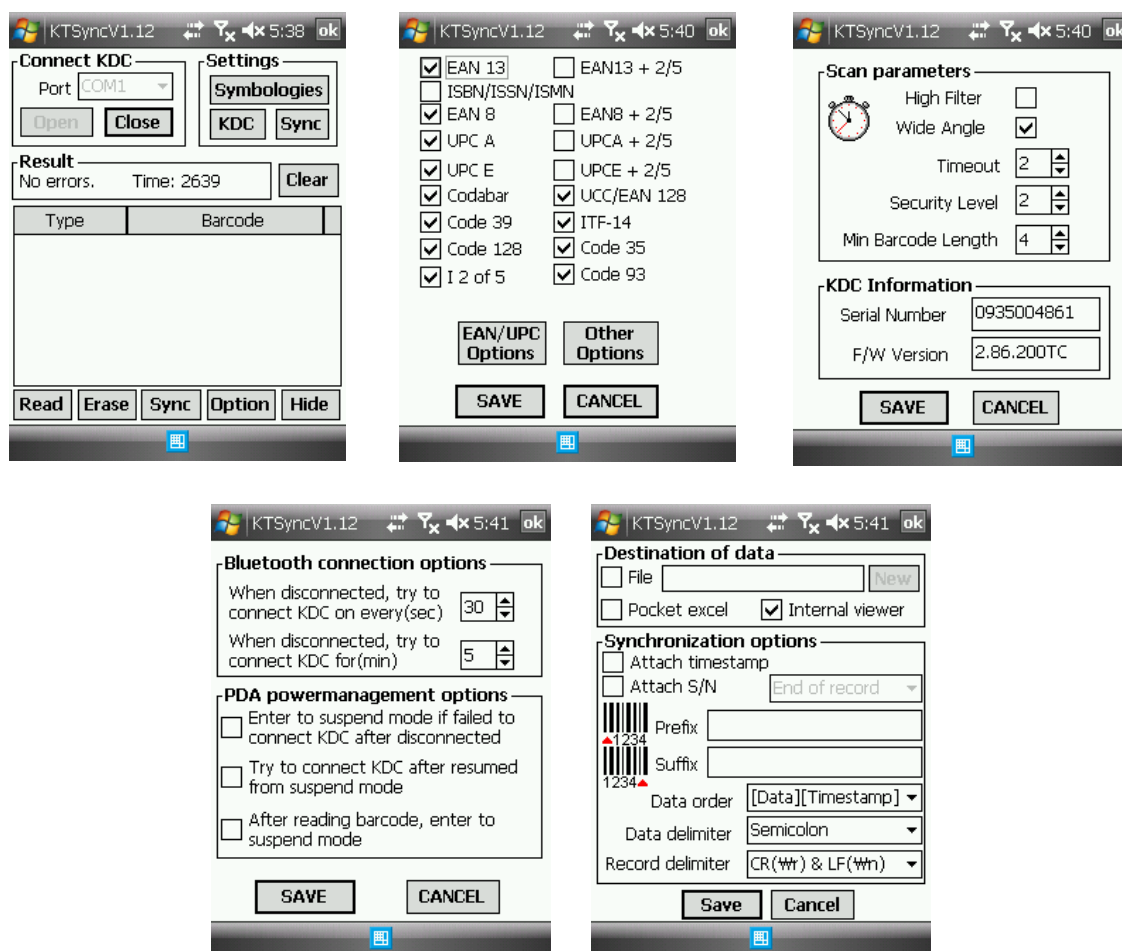 KTSyncV1.12 5:38 ok
Connect KDC
Port COM1
Open Close
Settings
Symbologies
KDC Sync
Result
No errors. Time: 2639 Clear
Type Barcode
Read Erase Sync Option Hide
KTSyncV1.12 5:40 ok
EAN 13 EAN13 + 2/5
ISBN/ISSN/ISMN
EAN 8 EAN8 + 2/5
UPC A UPCA + 2/5
UPC E UPCE + 2/5
Codabar UCC/EAN 128
Code 39 ITF-14
Code 128 Code 35
I 2 of 5 Code 93
EAN/UPC
Options
Other
Options
SAVE CANCEL
KTSyncV1.12 5:40 ok
Scan parameters
High Filter
Wide Angle
Timeout 2
Security Level 2
Min Barcode Length 4
KDC Information
Serial Number 0935004861
F/W Version 2.86.200TC
SAVE CANCEL
KTSyncV1.12 5:41 ok
Bluetooth connection options
When disconnected, try to
connect KDC on every(sec) 30
When disconnected, try to
connect KDC for(min) 5
PDA powermanagement options
Enter to suspend mode if failed to
connect KDC after disconnected
Try to connect KDC after resumed
from suspend mode
After reading barcode, enter to
suspend mode
SAVE CANCEL
KTSyncV1.12 5:41 ok
Destination of data
File New
Pocket excel Internal viewer
Synchronization options
Attach timestamp
Attach S/N End of record
1234 Prefix
1234 Suffix
Data order [Data][Timestamp]
Data delimiter Semicolon
Record delimiter CR(₩r) & LF(₩n)
Save Cancel